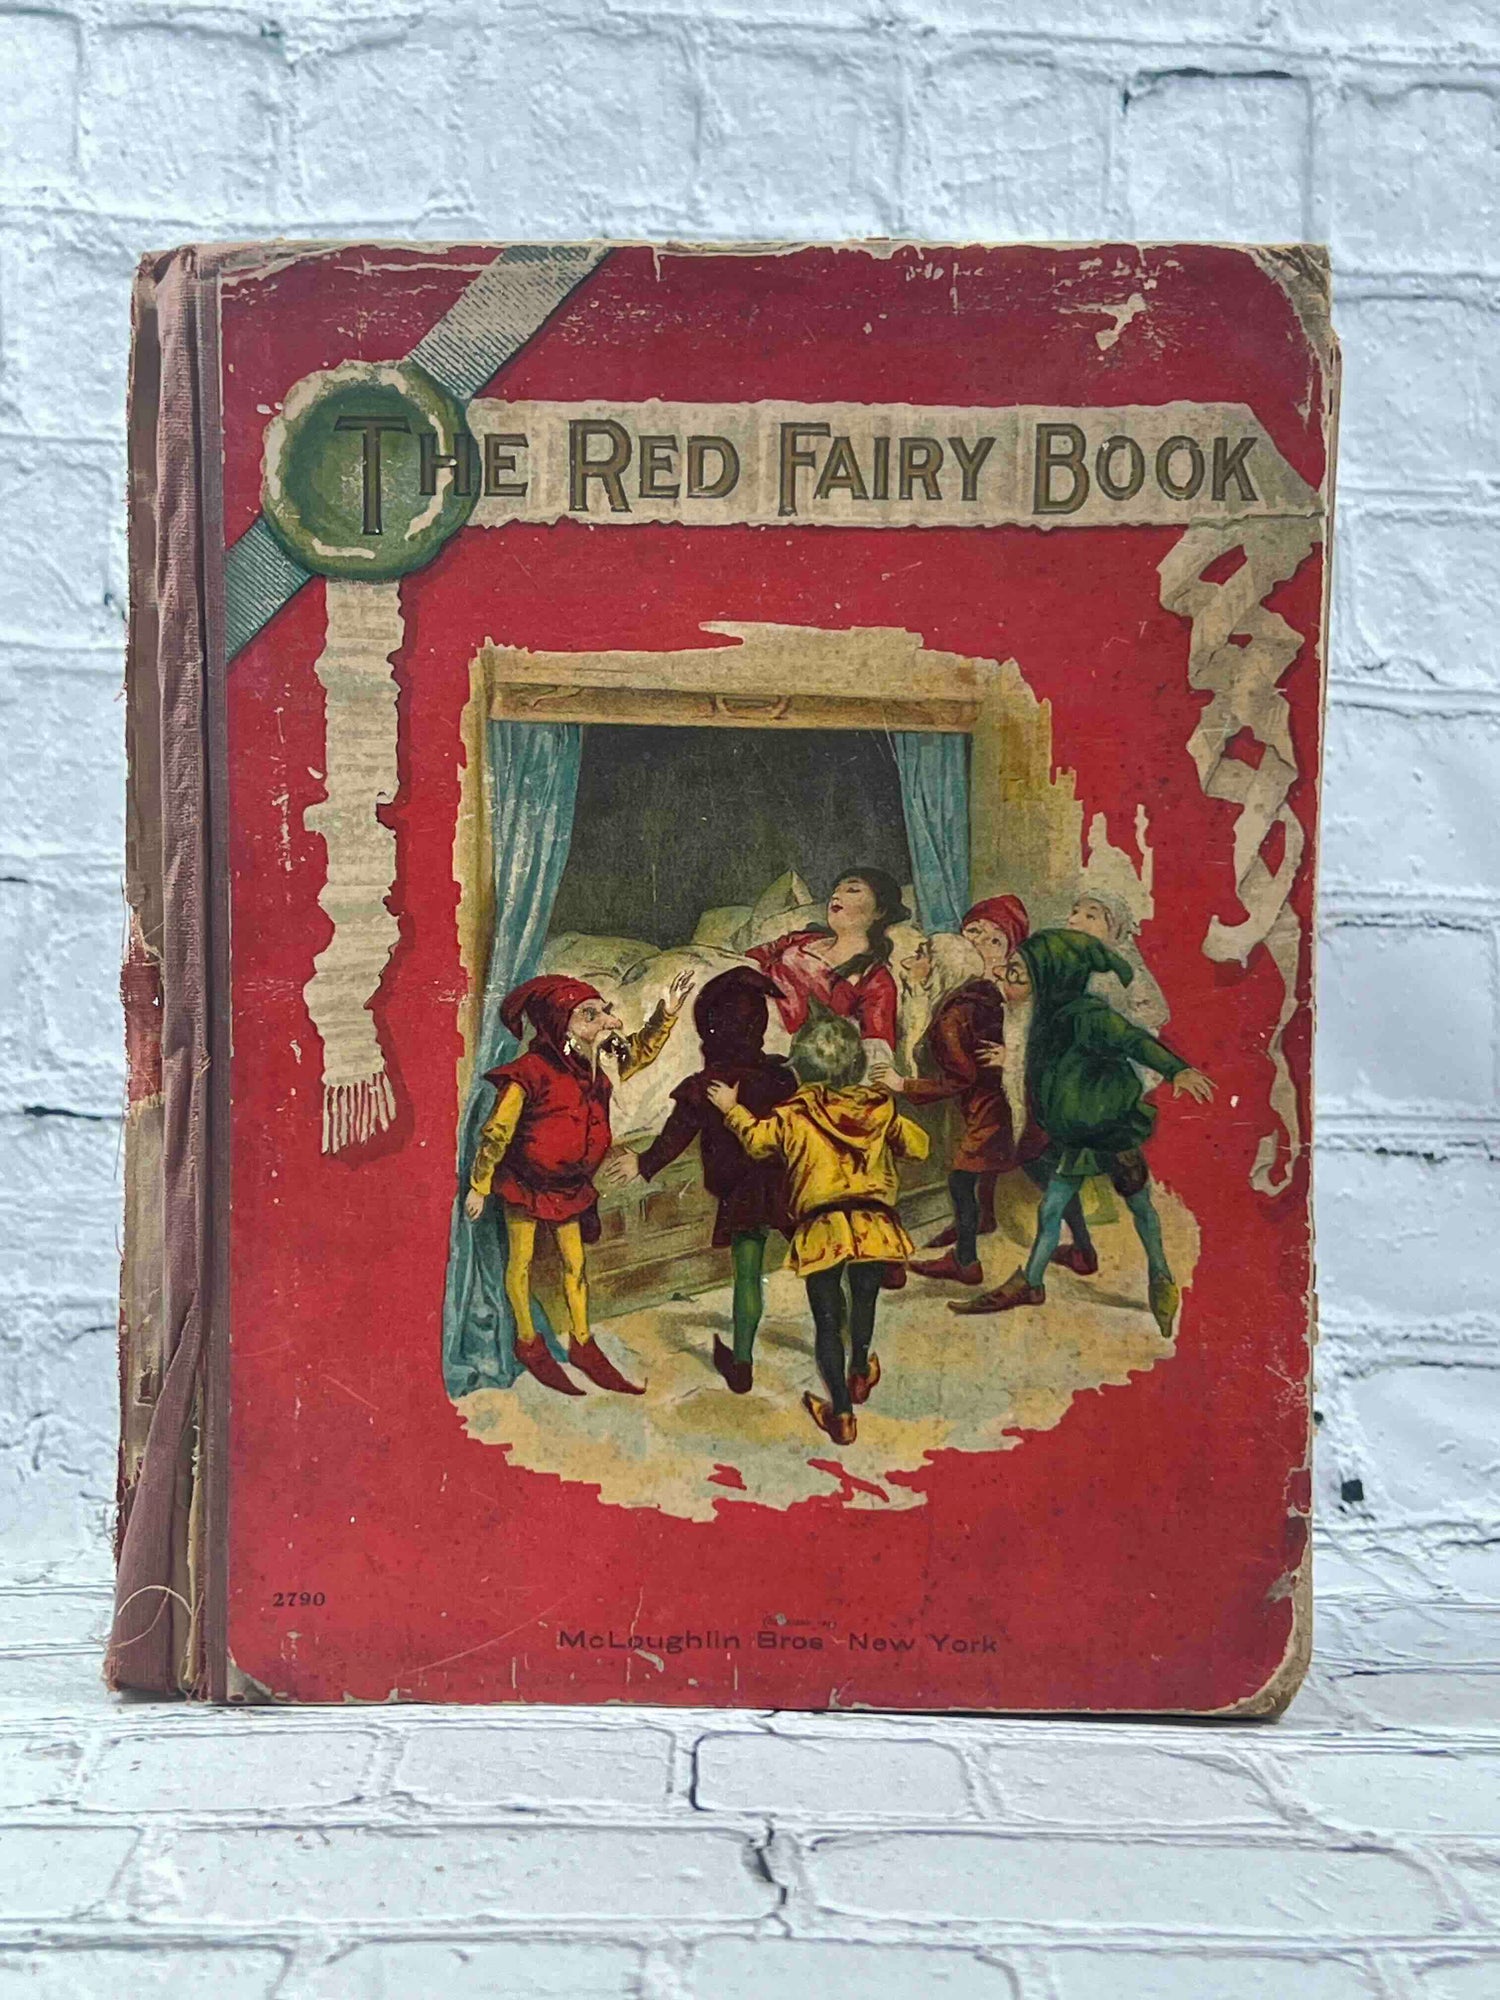 THE RED FAIRY BOOK
2790
McLoughlin Bros New York